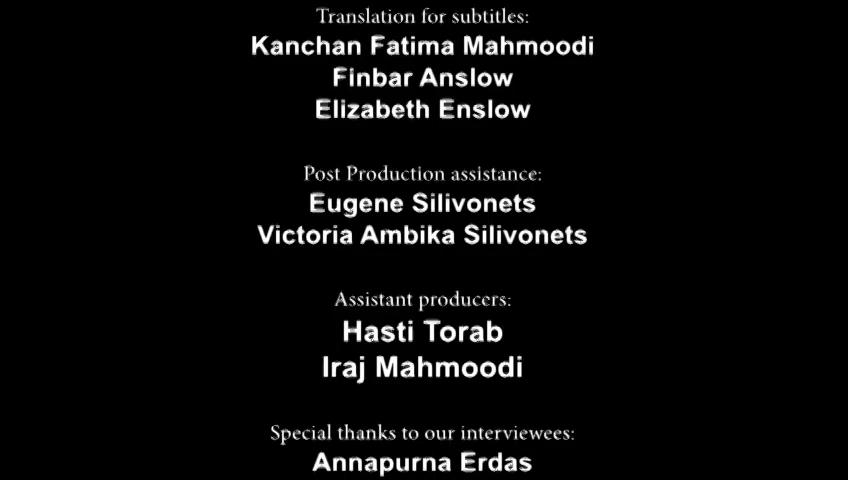 Translation for subtitles:
Kanchan Fatima Mahmoodi
Finbar Anslow
Elizabeth Enslow
Post Production assistance:
Eugene Silivonets
Victoria Ambika Silivonets
Assistant producers:
Hasti Torab
Iraj Mahmoodi
Special thanks to our interviewees:
Annapurna Erdas